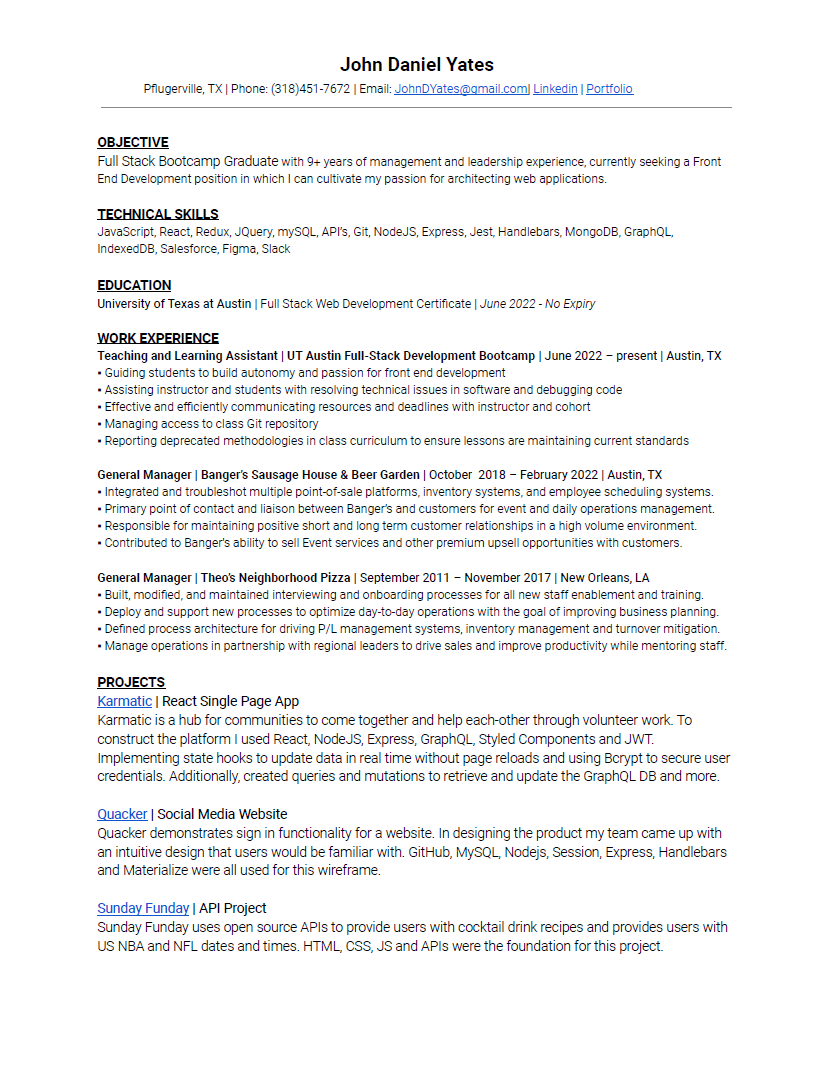 John Daniel Yates
Pflugerville, TX | Phone: (318)451-7672 | Email: JohnDYates@gmail.com| Linkedin | Portfolio
OBJECTIVE
Full Stack Bootcamp Graduate with 9+ years of management and leadership experience, currently seeking a Front
End Development position in which I can cultivate my passion for architecting web applications.
TECHNICAL SKILLS
JavaScript, React, Redux, JQuery, mySQL, API's, Git, NodeJS, Express, Jest, Handlebars, MongoDB, GraphQL,
IndexedDB, Salesforce, Figma, Slack
EDUCATION
University of Texas at Austin | Full Stack Web Development Certificate | June 2022 - No Expiry
WORK EXPERIENCE
Teaching and Learning Assistant | UT Austin Full-Stack Development Bootcamp | June 2022 – present | Austin, TX
▪ Guiding students to build autonomy and passion for front end development
▪ Assisting instructor and students with resolving technical issues in software and debugging code
▪ Effective and efficiently communicating resources and deadlines with instructor and cohort
▪ Managing access to class Git repository
▪ Reporting deprecated methodologies in class curriculum to ensure lessons are maintaining current standards
General Manager | Banger's Sausage House & Beer Garden | October 2018 – February 2022 | Austin, TX
▪ Integrated and troubleshot multiple point-of-sale platforms, inventory systems, and employee scheduling systems.
▪ Primary point of contact and liaison between Banger's and customers for event and daily operations management.
▪ Responsible for maintaining positive short and long term customer relationships in a high volume environment.
▪ Contributed to Banger's ability to sell Event services and other premium upsell opportunities with customers.
General Manager | Theo's Neighborhood Pizza | September 2011 – November 2017 | New Orleans, LA
▪ Built, modified, and maintained interviewing and onboarding processes for all new staff enablement and training.
▪ Deploy and support new processes to optimize day-to-day operations with the goal of improving business planning.
▪ Defined process architecture for driving P/L management systems, inventory management and turnover mitigation.
▪ Manage operations in partnership with regional leaders to drive sales and improve productivity while mentoring staff.
PROJECTS
Karmatic | React Single Page App
Karmatic is a hub for communities to come together and help each-other through volunteer work. To
construct the platform I used React, NodeJS, Express, GraphQL, Styled Components and JWT.
Implementing state hooks to update data in real time without page reloads and using Bcrypt to secure user
credentials. Additionally, created queries and mutations to retrieve and update the GraphQL DB and more.
Quacker | Social Media Website
Quacker demonstrates sign in functionality for a website. In designing the product my team came up with
an intuitive design that users would be familiar with. GitHub, MySQL, Nodejs, Session, Express, Handlebars
and Materialize were all used for this wireframe.
Sunday Funday | API Project
Sunday Funday uses open source APIs to provide users with cocktail drink recipes and provides users with
US NBA and NFL dates and times. HTML, CSS, JS and APIs were the foundation for this project.